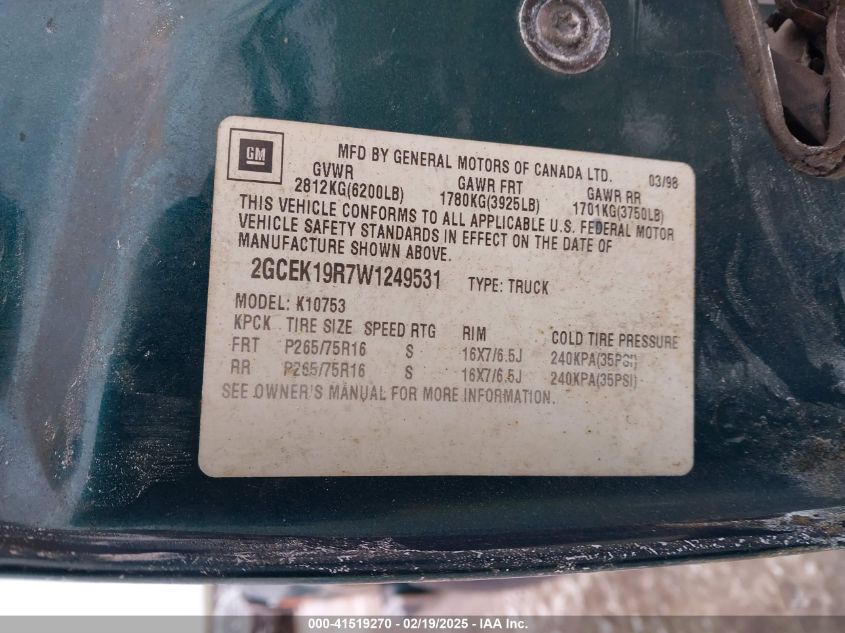 GM
MFD BY GENERAL MOTORS OF CANADA LTD. 03/98
GVWR GAWR FRT GAWR RR
2812KG(6200LB) 1780KG(3925LB) 1701KG(3750LB)
THIS VEHICLE CONFORMS TO ALL APPLICABLE U.S. FEDERAL MOTOR
VEHICLE SAFETY STANDARDS IN EFFECT ON THE DATE OF
MANUFACTURE SHOWN ABOVE.
2GCEK19R7W1249531 TYPE: TRUCK
MODEL: K10753
KPCK TIRE SIZE SPEED RTG RIM COLD TIRE PRESSURE
FRT P265/75R16 S 16X7/6.5J 240KPA(35PSI)
RR P265/75R16 S 16X7/6.5J 240KPA(35PSI)
SEE OWNER'S MANUAL FOR MORE INFORMATION.
000-41519270 - 02/19/2025 - IAA Inc.